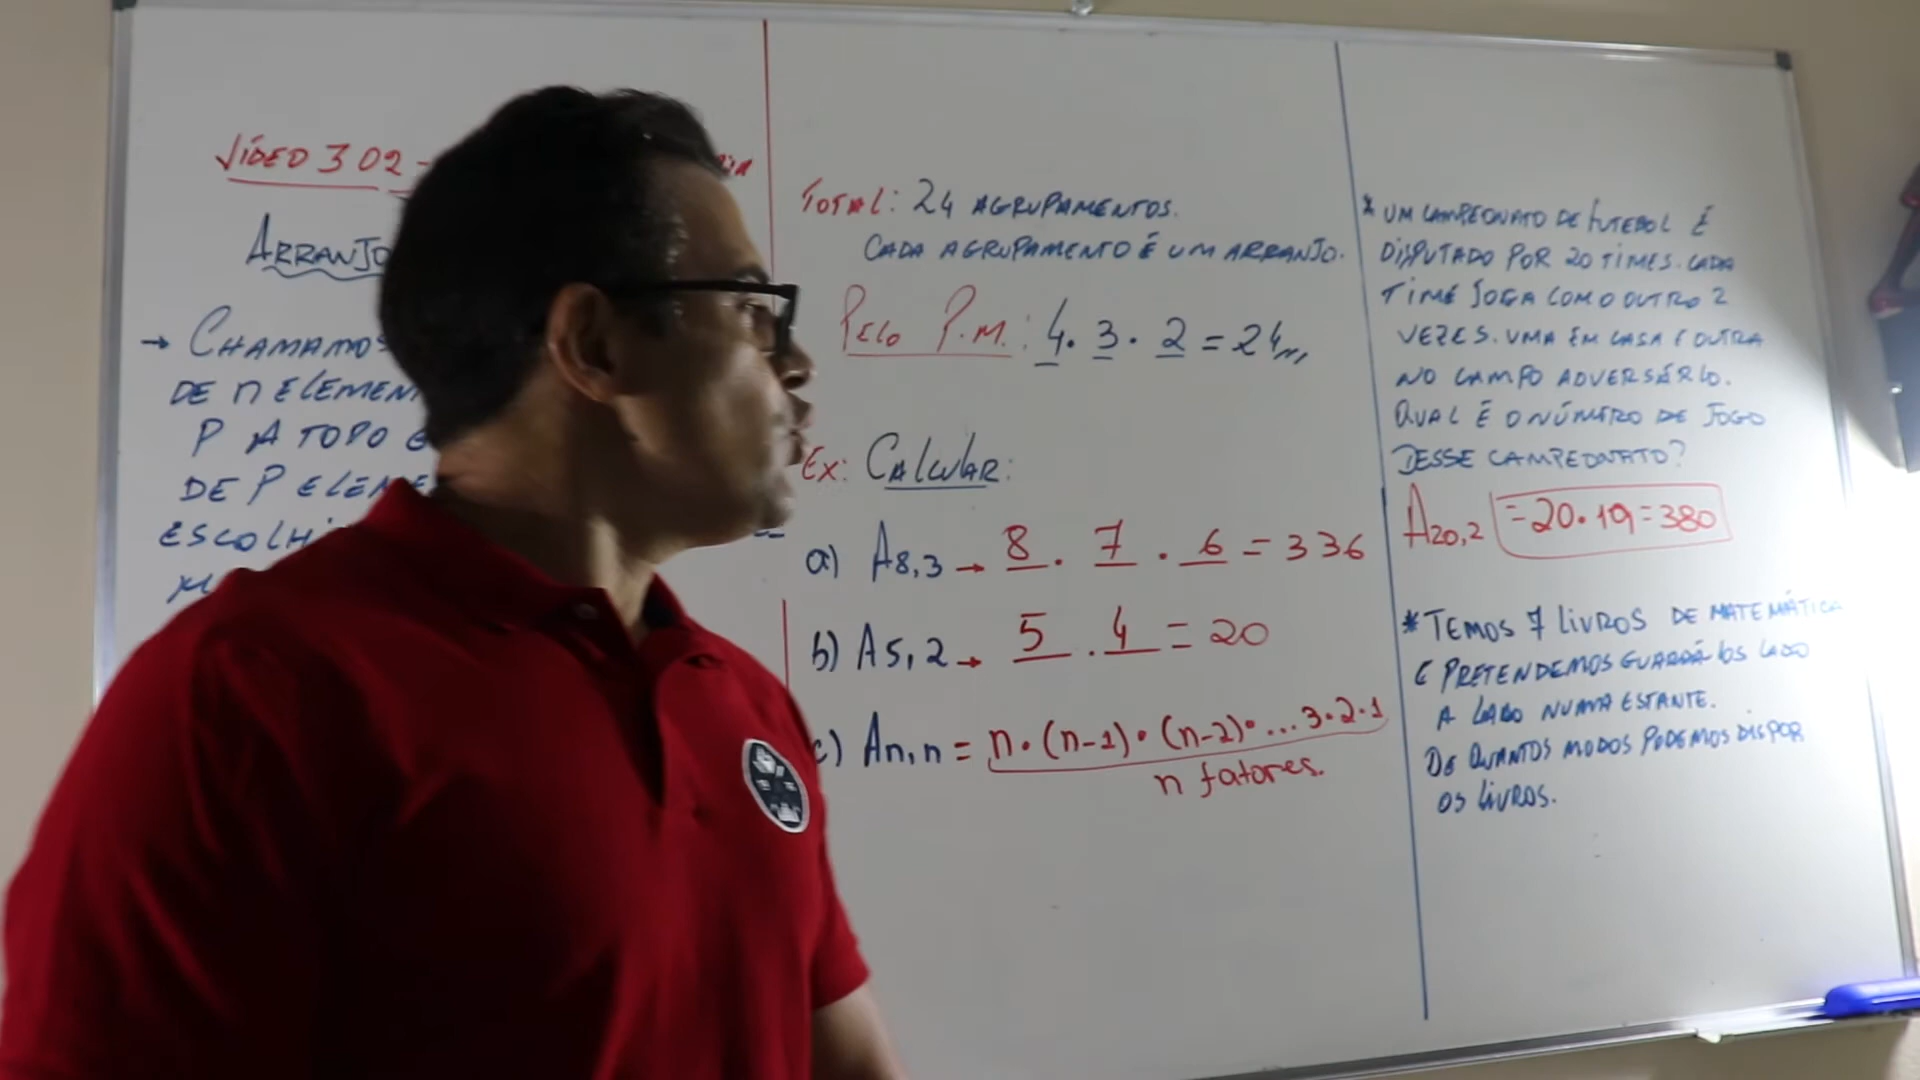 VÍDEO 302 -
ARRANJO
→ CHAMAMOS
DE n ELEMEN
P A TODO
DE P ELEME
ESCOLHI
TOTAL: 24 AGRUPAMENTOS.
CADA AGRUPAMENTO É UM ARRANJO.
PELO P.M.: 4 . 3 . 2 = 24
EX: CALCULAR:
a) A8,3 → 8 . 7 . 6 = 336
b) A5,2 → 5 . 4 = 20
c) An,n = n•(n-1)•(n-2)•...3•2•1
n fatores.
* UM CAMPEONATO DE FUTEBOL É
DISPUTADO POR 20 TIMES. CADA
TIME JOGA COM O OUTRO 2
VEZES. UMA EM CASA E OUTRA
NO CAMPO ADVERSÁRIO.
QUAL É O NÚMERO DE JOGO
DESSE CAMPEONATO?
A20,2 = 20•19 = 380
* TEMOS 7 LIVROS DE MATEMÁTICA
E PRETENDEMOS GUARDÁ-LOS LADO
A LADO NUMA ESTANTE.
DE QUANTOS MODOS PODEMOS DISPOR
OS LIVROS.